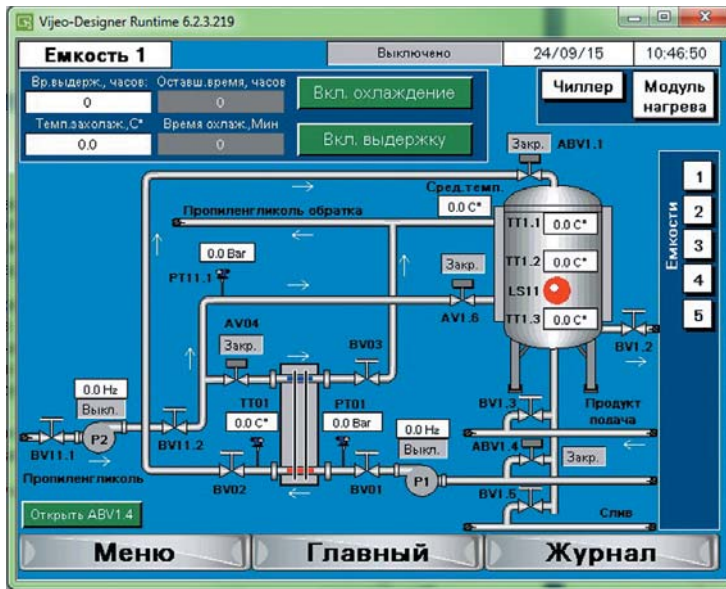 Vijeo-Designer Runtime 6.2.3.219
Емкость 1
Выключено
24/09/15
10:46:50
Вр.выдерж., часов:
Оставш.время, часов
0
0
Вкл. охлаждение
Темп.захолаж.,С*
Время охлаж.,Мин
0.0
0
Вкл. выдержку
Чиллер
Модуль
нагрева
Закр.
ABV1.1
Емкости
1
2
3
4
5
Сред.темп.
0.0 C*
Пропиленгликоль обратка
TT1.1
0.0 C*
0.0 Bar
PT11.1
Закр.
AV1.6
TT1.2
0.0 C*
LS11
TT1.3
0.0 C*
BV1.2
AV04
Закр.
BV03
0.0 Hz
Выкл.
P2
BV11.1
BV11.2
TT01
0.0 C*
PT01
0.0 Bar
0.0 Hz
Выкл.
P1
BV1.3
Продукт
подача
ABV1.4
Закр.
BV1.5
Слив
Пропиленгликоль
BV02
BV01
Открыть ABV1.4
Меню
Главный
Журнал